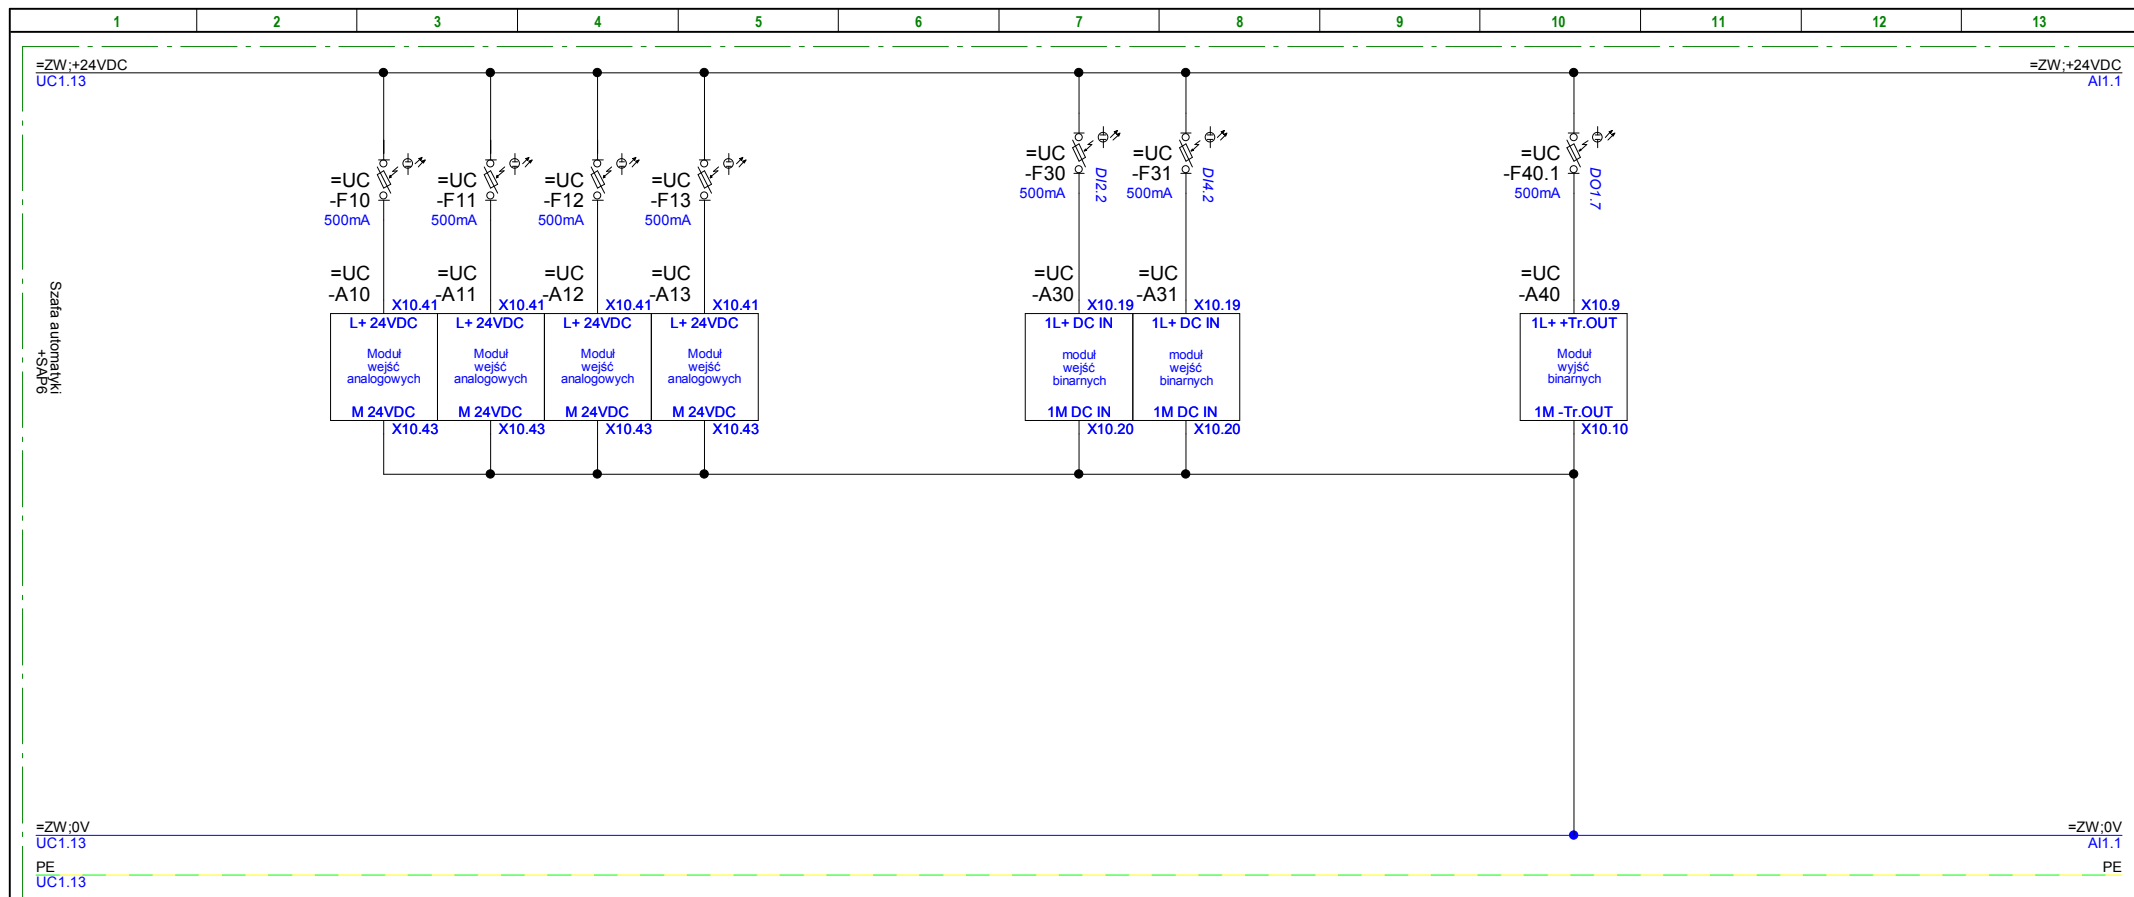 1 2 3 4 5 6 7 8 9 10 11 12 13
=ZW;+24VDC
UC1.13
=ZW;+24VDC
AI1.1
=UC
-F10
500mA
=UC
-F11
500mA
=UC
-F12
500mA
=UC
-F13
500mA
=UC
-F30
500mA
DI2.2
=UC
-F31
500mA
DI4.2
=UC
-F40.1
500mA
DO1.7
Szafa automatyki
+SAP6
=UC
-A10
X10.41
L+ 24VDC
Moduł
wejść
analogowych
M 24VDC
X10.43
=UC
-A11
X10.41
L+ 24VDC
Moduł
wejść
analogowych
M 24VDC
X10.43
=UC
-A12
X10.41
L+ 24VDC
Moduł
wejść
analogowych
M 24VDC
X10.43
=UC
-A13
X10.41
L+ 24VDC
Moduł
wejść
analogowych
M 24VDC
X10.43
=UC
-A30
X10.19
1L+ DC IN
moduł
wejść
binarnych
1M DC IN
X10.20
=UC
-A31
X10.19
1L+ DC IN
moduł
wejść
binarnych
1M DC IN
X10.20
=UC
-A40
X10.9
1L+ +Tr.OUT
Moduł
wyjść
binarnych
1M -Tr.OUT
X10.10
=ZW;0V
UC1.13
=ZW;0V
AI1.1
PE
UC1.13
PE